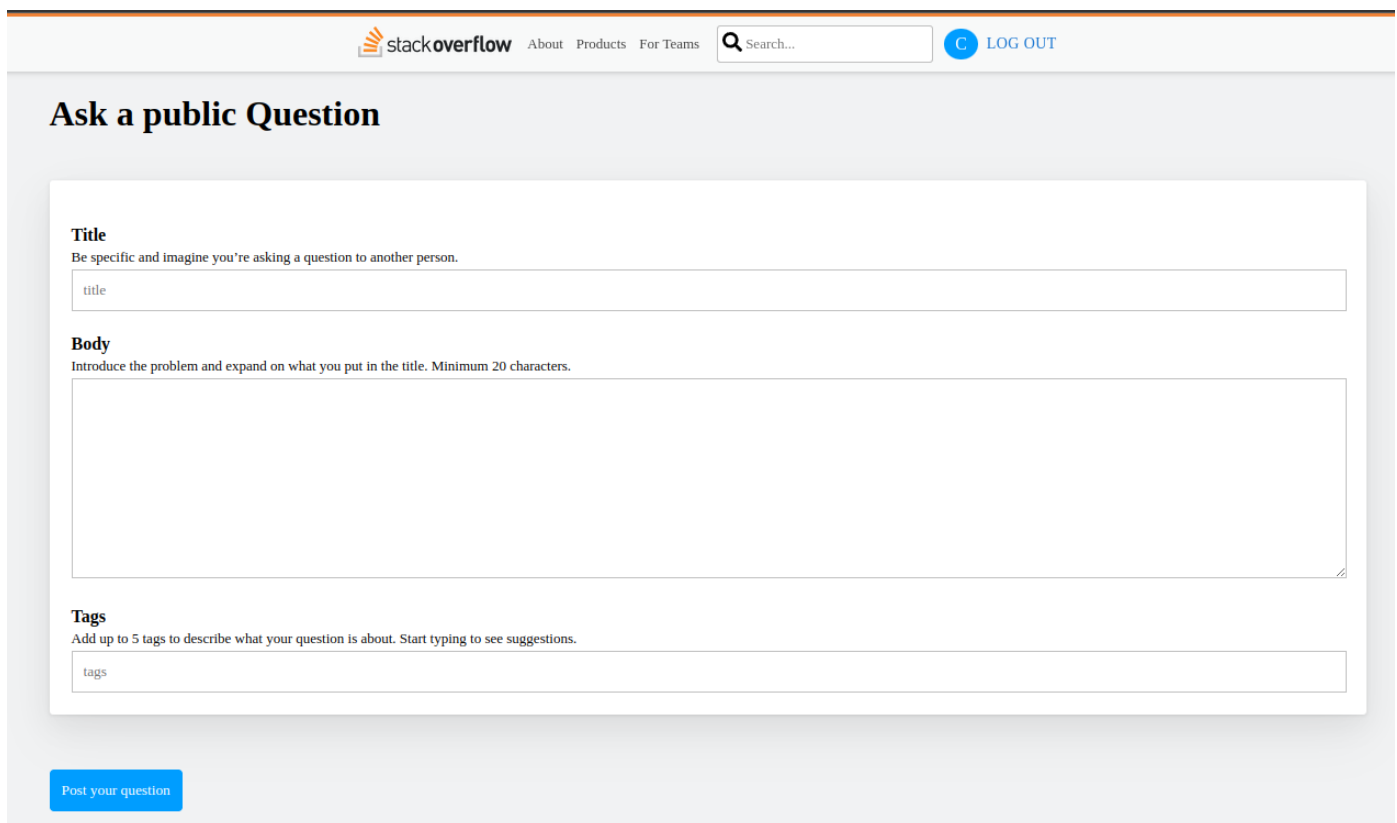 stackoverflow About Products For Teams Search... C LOG OUT
Ask a public Question
Title
Be specific and imagine you’re asking a question to another person.
title
Body
Introduce the problem and expand on what you put in the title. Minimum 20 characters.
Tags
Add up to 5 tags to describe what your question is about. Start typing to see suggestions.
tags
Post your question